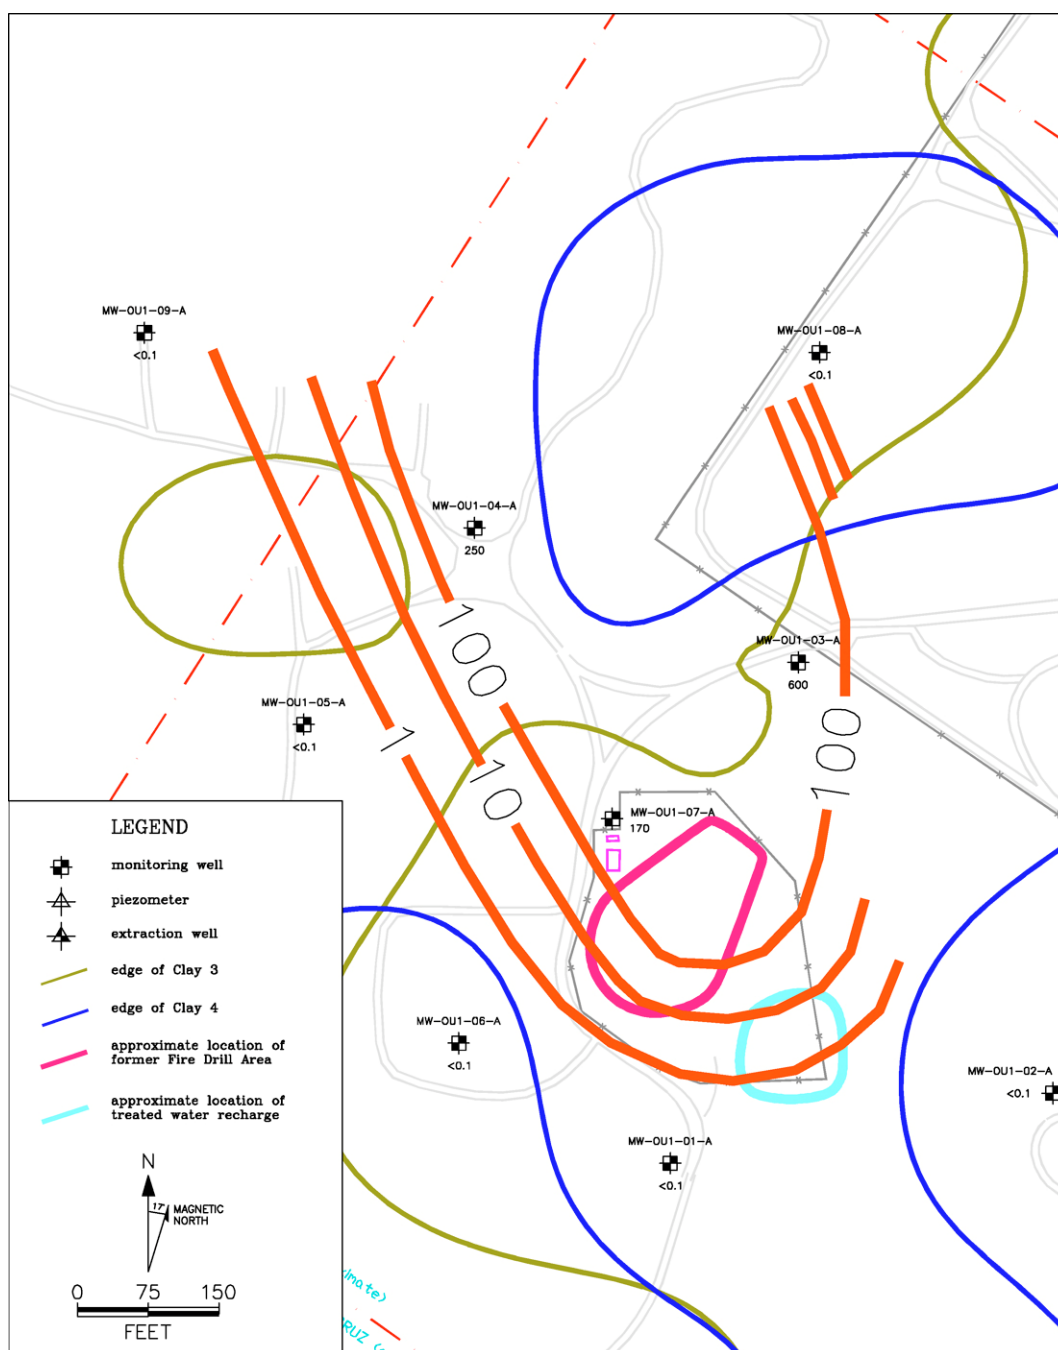 MW-OU1-09-A
<0.1
MW-OU1-08-A
<0.1
MW-OU1-04-A
250
MW-OU1-03-A
600
100
MW-OU1-05-A
<0.1
1
10
100
MW-OU1-07-A
170
LEGEND
monitoring well
piezometer
extraction well
edge of Clay 3
edge of Clay 4
approximate location of
former Fire Drill Area
approximate location of
treated water recharge
N
17'
MAGNETIC
NORTH
0 75 150
FEET
MW-OU1-06-A
<0.1
MW-OU1-02-A
<0.1
MW-OU1-01-A
<0.1
imate)
RUZ (